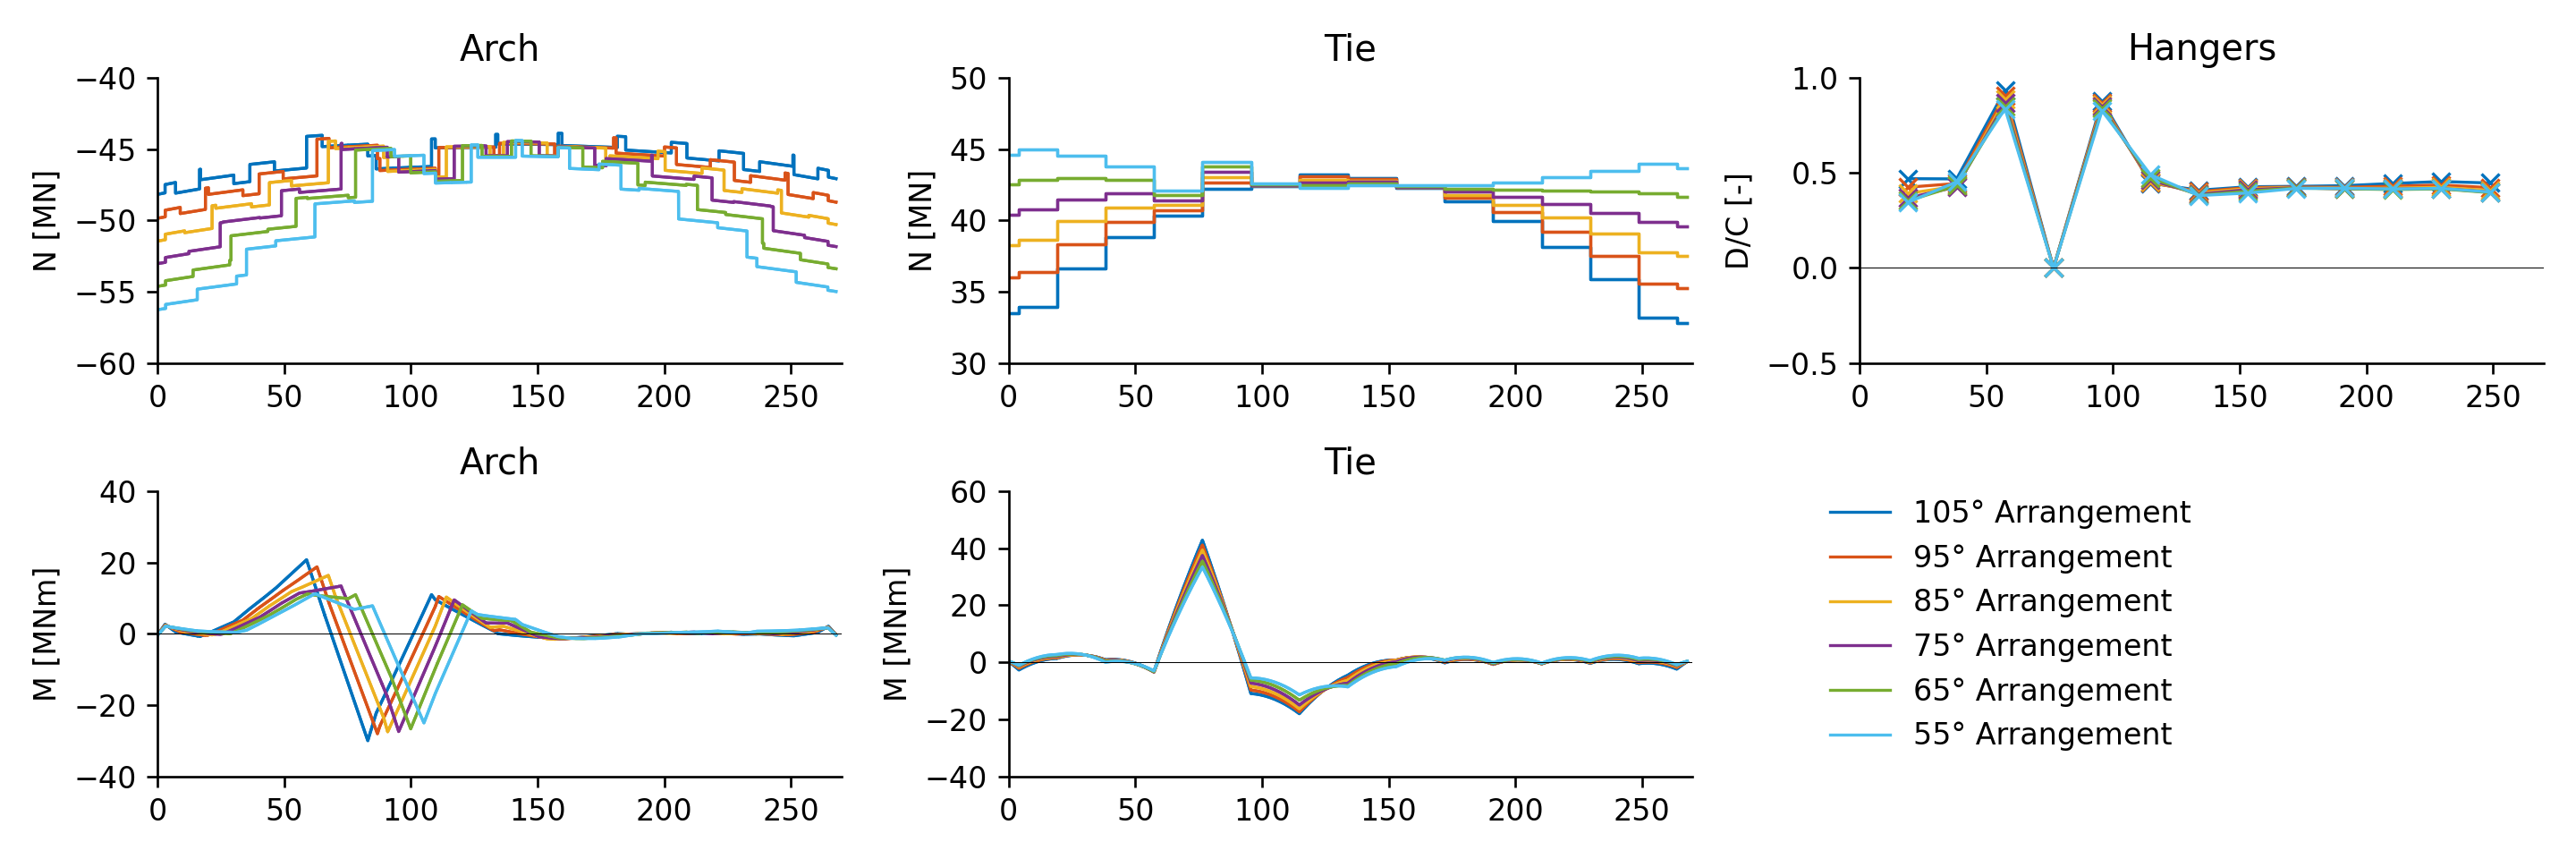 Arch
N [MN]
−40
−45
−50
−55
−60
0 50 100 150 200 250
Tie
N [MN]
50
45
40
35
30
0 50 100 150 200 250
Hangers
D/C [-]
1.0
0.5
0.0
−0.5
0 50 100 150 200 250
Arch
M [MNm]
40
20
0
−20
−40
0 50 100 150 200 250
Tie
M [MNm]
60
40
20
0
−20
−40
0 50 100 150 200 250
105° Arrangement
95° Arrangement
85° Arrangement
75° Arrangement
65° Arrangement
55° Arrangement